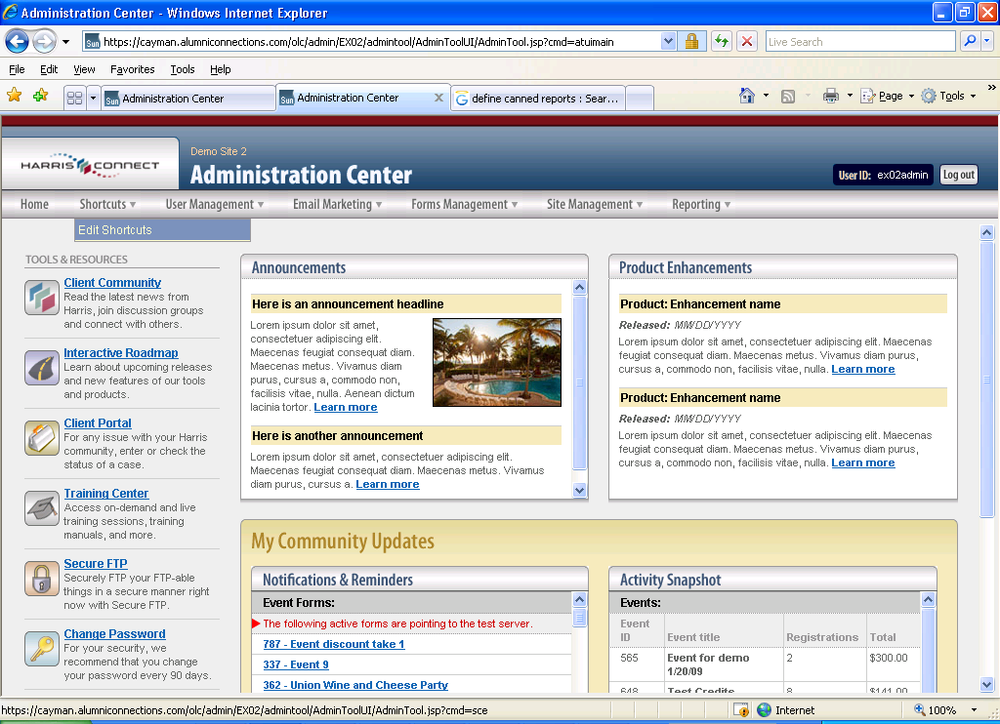 Administration Center - Windows Internet Explorer
https://cayman.alumniconnections.com/olc/admin/EX02/admintool/AdminToolUI/AdminTool.jsp?cmd=atuimain
Live Search
File Edit View Favorites Tools Help
Administration Center
Administration Center
define canned reports : Sear...
Page Tools
HARRIS CONNECT
Demo Site 2
Administration Center
User ID: ex02admin
Log out
Home Shortcuts User Management Email Marketing Forms Management Site Management Reporting
Edit Shortcuts
TOOLS & RESOURCES
Client Community
Read the latest news from
Harris, join discussion groups
and connect with others.
Interactive Roadmap
Learn about upcoming releases
and new features of our tools
and products.
Client Portal
For any issue with your Harris
community, enter or check the
status of a case.
Training Center
Access on-demand and live
training sessions, training
manuals, and more.
Secure FTP
Securely FTP your FTP-able
things in a secure manner right
now with Secure FTP.
Change Password
For your security, we
recommend that you change
your password every 90 days.
Announcements
Here is an announcement headline
Lorem ipsum dolor sit amet,
consectetuer adipiscing elit.
Maecenas feugiat consequat diam.
Maecenas metus. Vivamus diam
purus, cursus a, commodo non,
facilisis vitae, nulla. Aenean dictum
lacinia tortor. Learn more
Here is another announcement
Lorem ipsum dolor sit amet, consectetuer adipiscing elit.
Maecenas feugiat consequat diam. Maecenas metus. Vivamus
diam purus, cursus a. Learn more
Product Enhancements
Product: Enhancement name
Released: MM/DD/YYYY
Lorem ipsum dolor sit amet, consectetuer adipiscing elit. Maecenas
feugiat consequat diam. Maecenas metus. Vivamus diam purus,
cursus a, commodo non, facilisis vitae, nulla. Learn more
Product: Enhancement name
Released: MM/DD/YYYY
Lorem ipsum dolor sit amet, consectetuer adipiscing elit. Maecenas
feugiat consequat diam. Maecenas metus. Vivamus diam purus,
cursus a, commodo non, facilisis vitae, nulla. Learn more
My Community Updates
Notifications & Reminders
Event Forms:
The following active forms are pointing to the test server.
787 - Event discount take 1
337 - Event 9
362 - Union Wine and Cheese Party
Activity Snapshot
Events:
Event ID Event title Registrations Total
565 Event for demo 1/20/09 2 $300.00
648 Test Credits 8 $141.00
https://cayman.alumniconnections.com/olc/admin/EX02/admintool/AdminToolUI/AdminTool.jsp?cmd=sce
Internet
100%